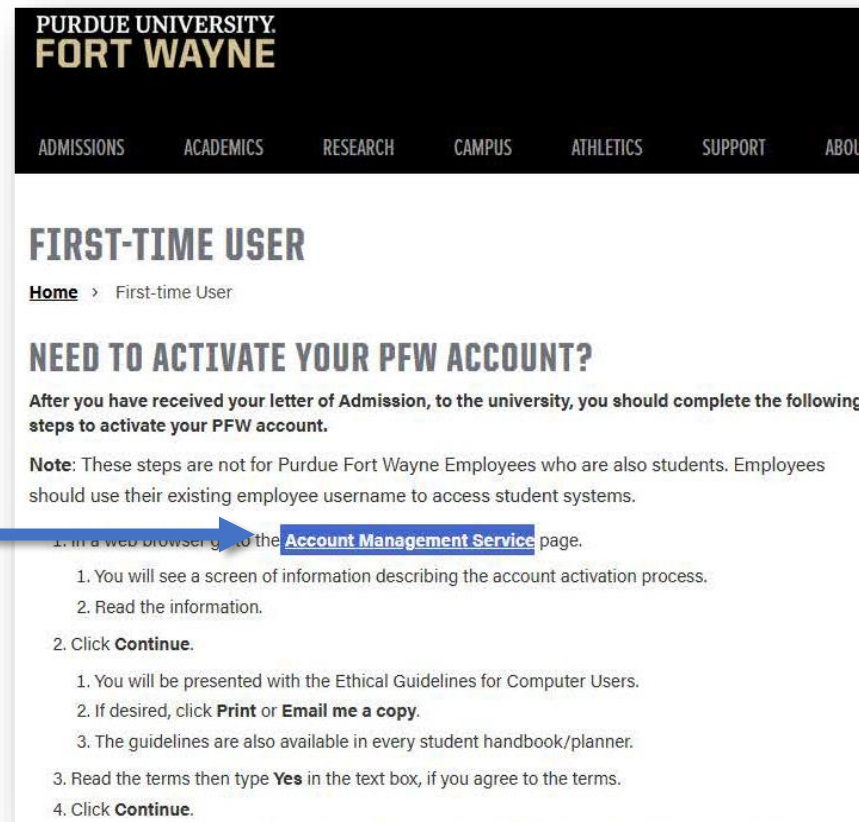 PURDUE UNIVERSITY.
FORT WAYNE
ADMISSIONS ACADEMICS RESEARCH CAMPUS ATHLETICS SUPPORT ABOU
FIRST-TIME USER
Home > First-time User
NEED TO ACTIVATE YOUR PFW ACCOUNT?
After you have received your letter of Admission, to the university, you should complete the following
steps to activate your PFW account.
Note: These steps are not for Purdue Fort Wayne Employees who are also students. Employees
should use their existing employee username to access student systems.
1. In a web browser go to the Account Management Service page.
1. You will see a screen of information describing the account activation process.
2. Read the information.
2. Click Continue.
1. You will be presented with the Ethical Guidelines for Computer Users.
2. If desired, click Print or Email me a copy.
3. The guidelines are also available in every student handbook/planner.
3. Read the terms then type Yes in the text box, if you agree to the terms.
4. Click Continue.